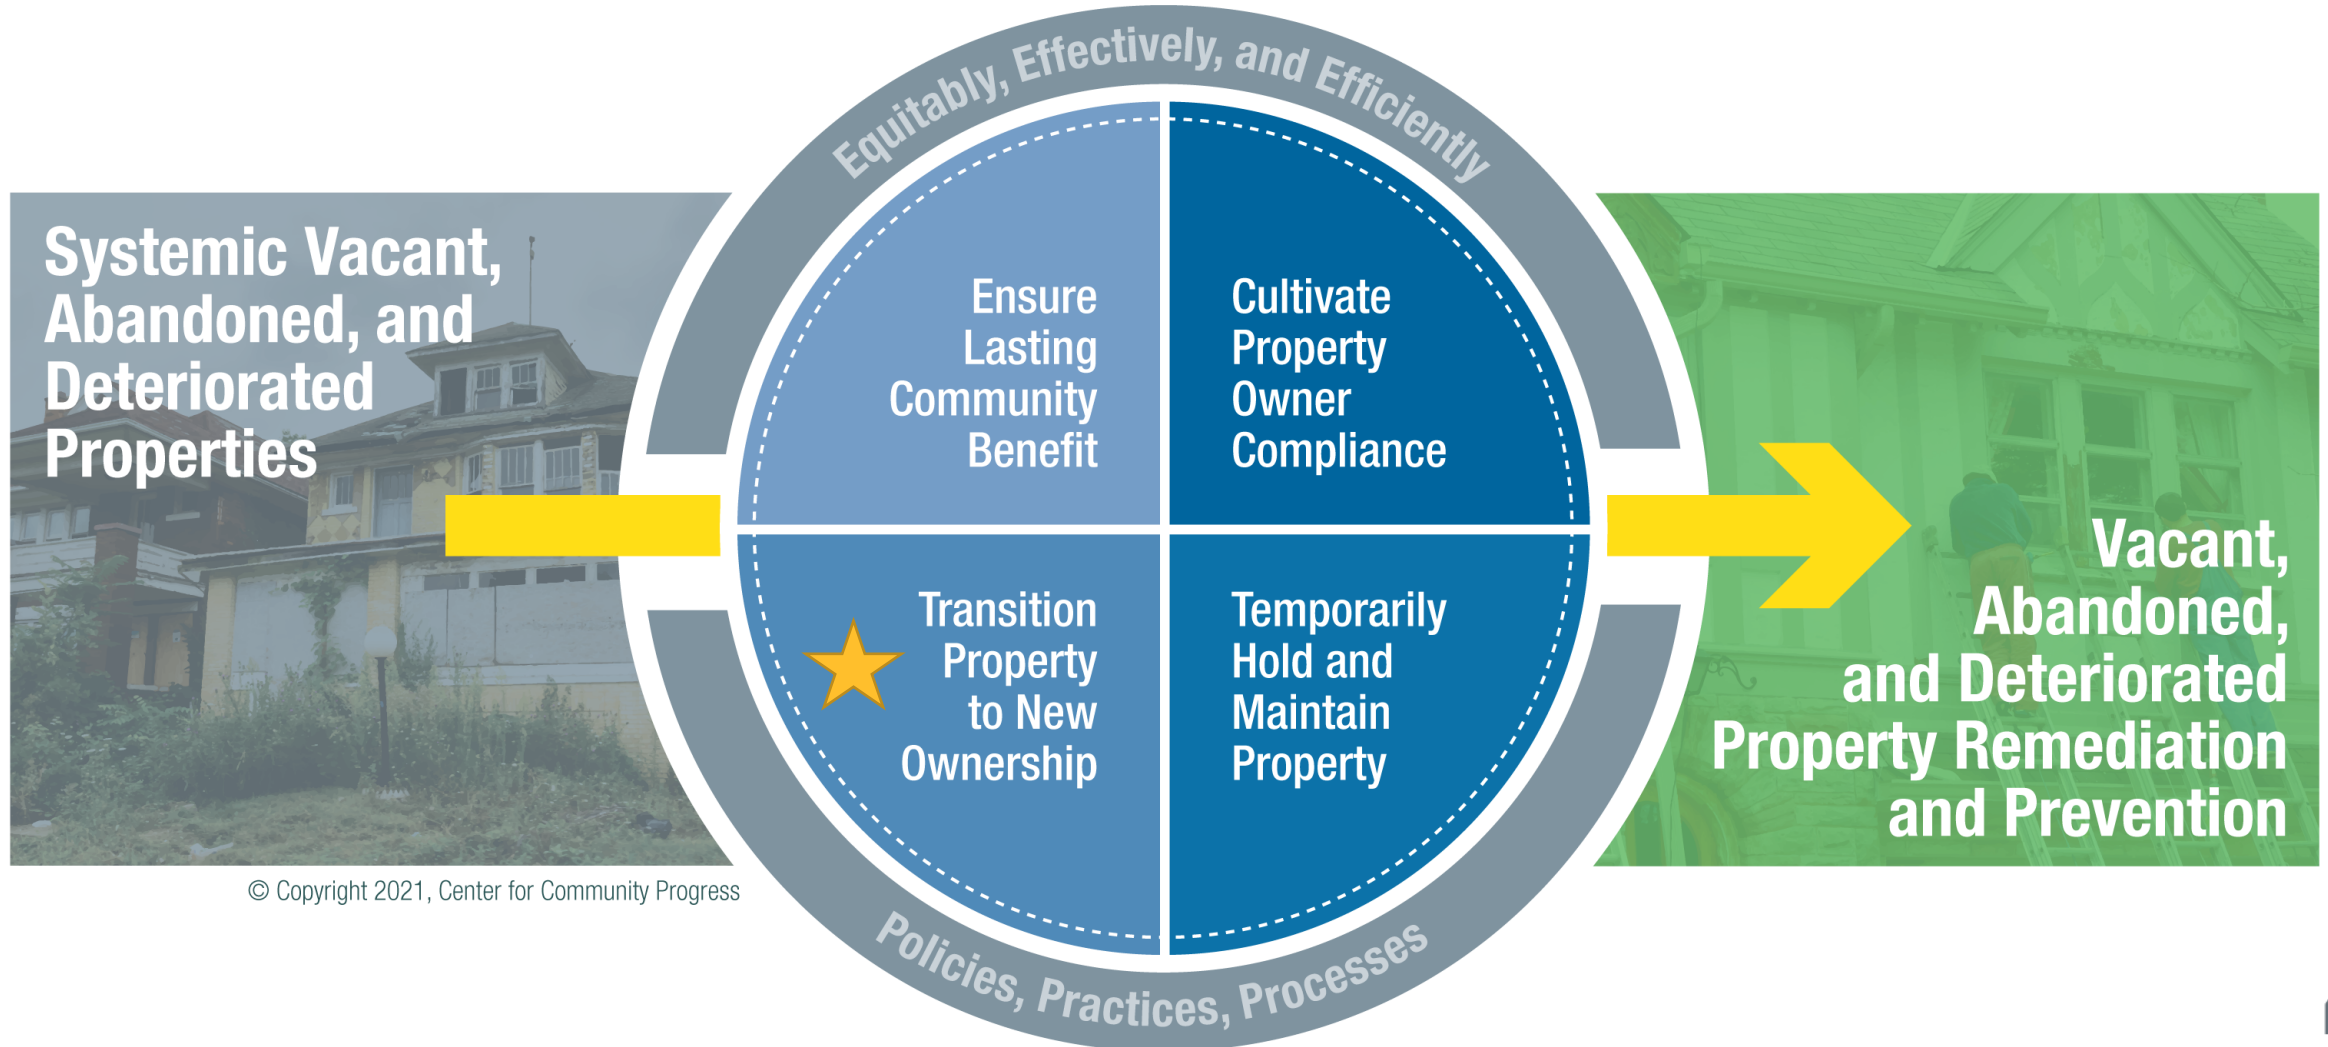 Equitably, Effectively, and Efficiently
Systemic Vacant,
Abandoned, and
Deteriorated
Properties
Ensure
Lasting
Community
Benefit
Cultivate
Property
Owner
Compliance
Transition
Property
to New
Ownership
Temporarily
Hold and
Maintain
Property
Vacant,
Abandoned,
and Deteriorated
Property Remediation
and Prevention
© Copyright 2021, Center for Community Progress
Policies, Practices, Processes